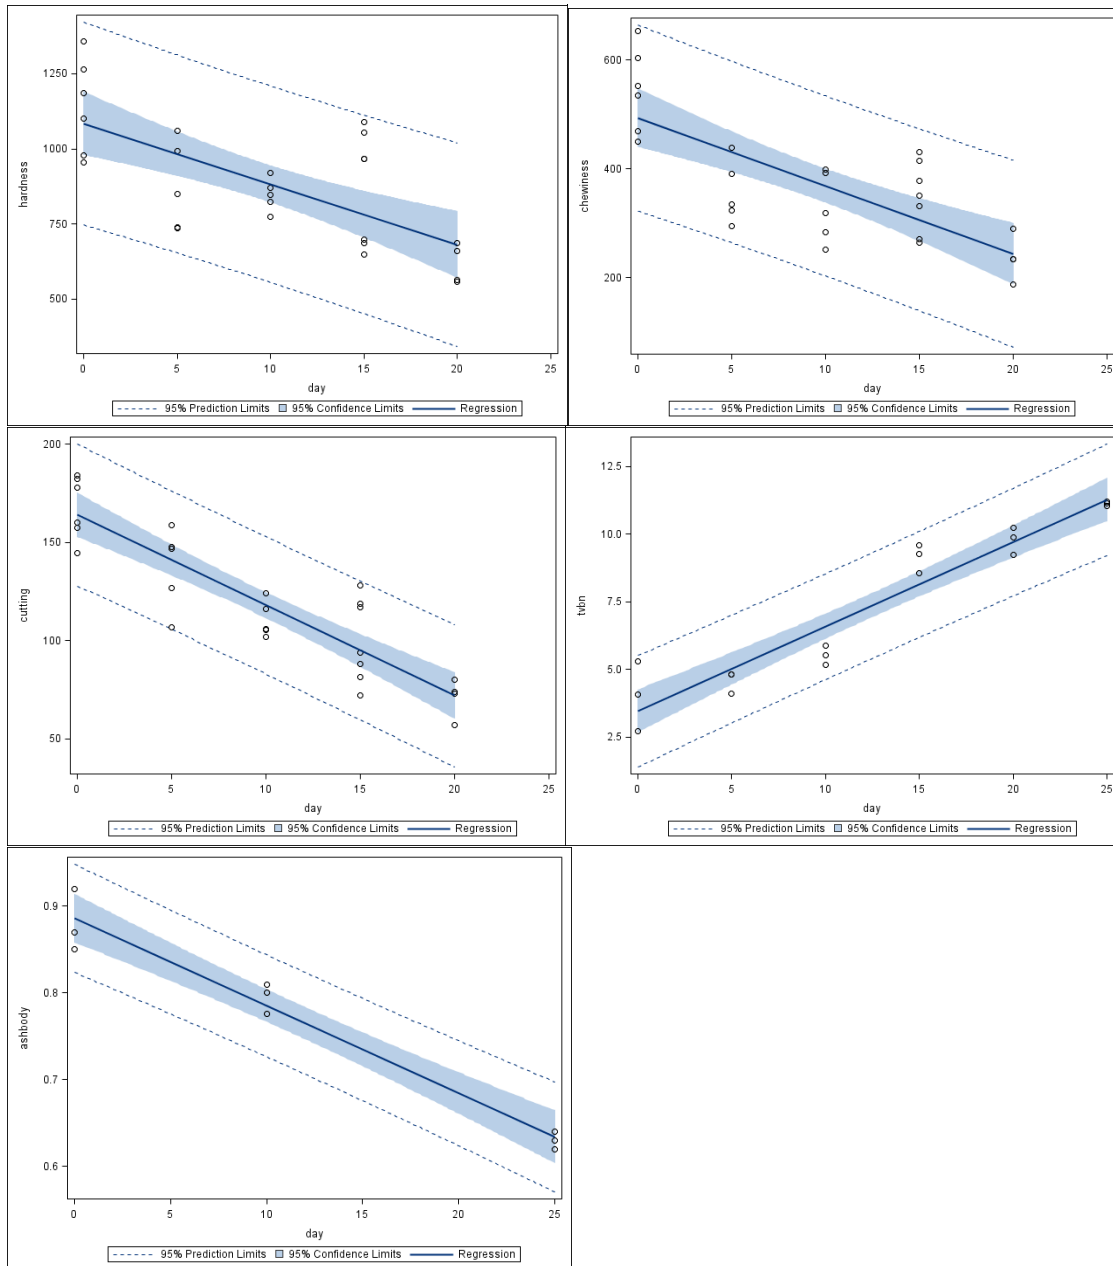 hardness
1250
1000
750
500
0 5 10 15 20 25
day
95% Prediction Limits 95% Confidence Limits Regression
chewiness
600
400
200
0 5 10 15 20 25
day
95% Prediction Limits 95% Confidence Limits Regression
cutting
200
150
100
50
0 5 10 15 20 25
day
95% Prediction Limits 95% Confidence Limits Regression
tvbn
12.5
10.0
7.5
5.0
2.5
0 5 10 15 20 25
day
95% Prediction Limits 95% Confidence Limits Regression
ashbody
0.9
0.8
0.7
0.6
0 5 10 15 20 25
day
95% Prediction Limits 95% Confidence Limits Regression